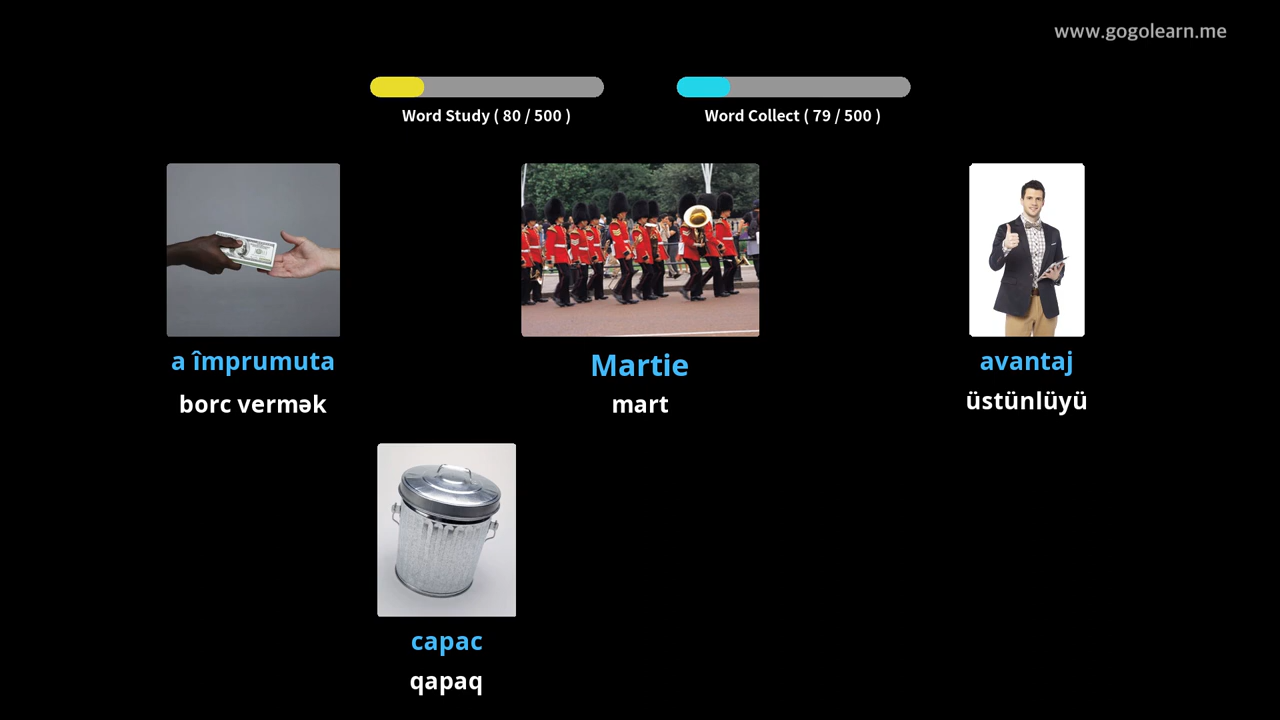 www.gogolearn.me
Word Study ( 80 / 500 )
Word Collect ( 79 / 500 )
a împrumuta
borc vermək
Martie
mart
avantaj
üstünlüyü
capac
qapaq